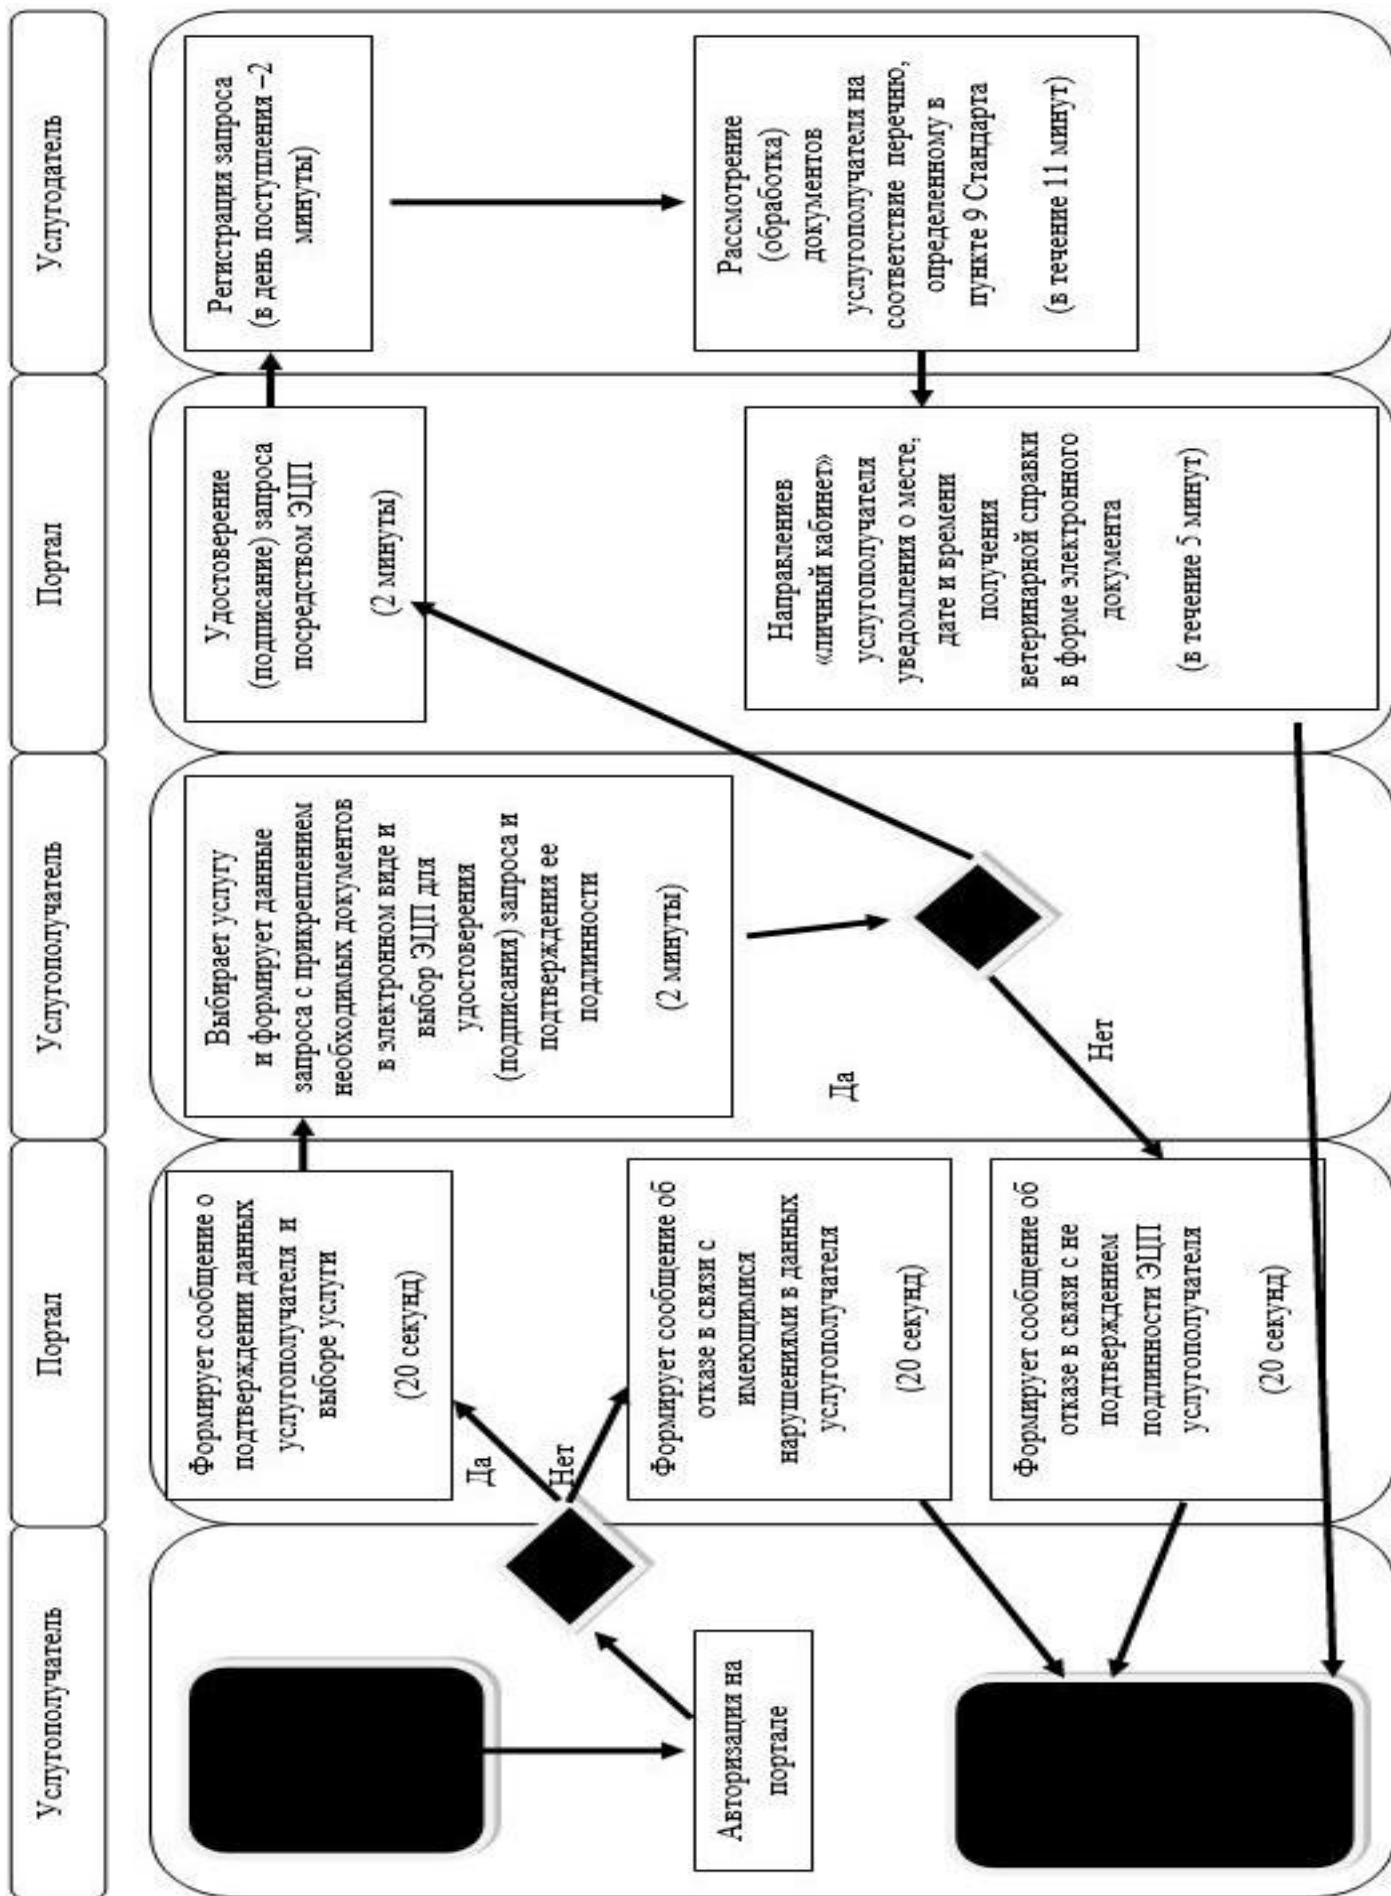 Услугополучатель
Портал
Услугополучатель
Портал
Услугодатель
Авторизация на
портале
Формирует сообщение о
подтверждении данных
услугополучателя и
выборе услуги
(20 секунд)
Да
Нет
Формирует сообщение об
отказе в связи с
имеющимися
нарушениями в данных
услугополучателя
(20 секунд)
Формирует сообщение об
отказе в связи с не
подтверждением
подлинности ЭЦП
услугополучателя
(20 секунд)
Выбирает услугу
и формирует данные
запроса с прикреплением
необходимых документов
в электронном виде и
выбор ЭЦП для
удостоверения
(подписания) запроса и
подтверждения ее
подлинности
(2 минуты)
Да
Нет
Удостоверение
(подписание) запроса
посредством ЭЦП
(2 минуты)
Направлениев
«личный кабинет»
услугополучателя
уведомления о месте,
дате и времени
получения
ветеринарной справки
в форме электронного
документа
(в течение 5 минут)
Регистрация запроса
(в день поступления –2
минуты)
Рассмотрение
(обработка)
документов
услугополучателя на
соответствие перечню,
определенному в
пункте 9 Стандарта
(в течение 11 минут)